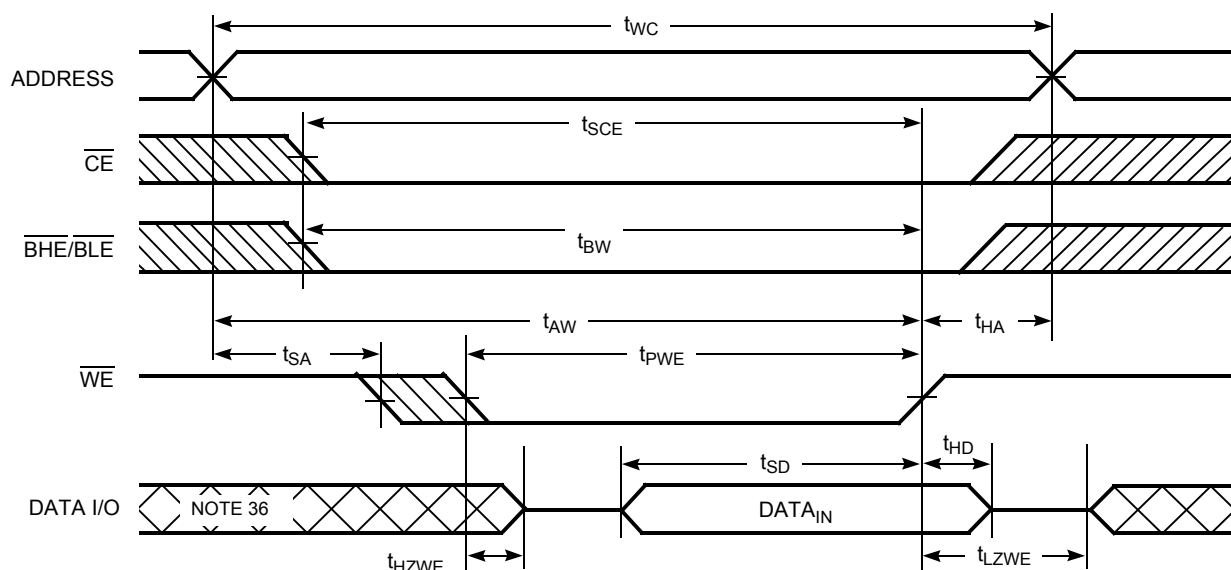 tWC
ADDRESS
tSCE
CE
BHE/BLE
tBW
tAW
tHA
tSA
tPWE
WE
tSD
tHD
DATA I/O
NOTE 36
DATAIN
tHZWE
tLZWE